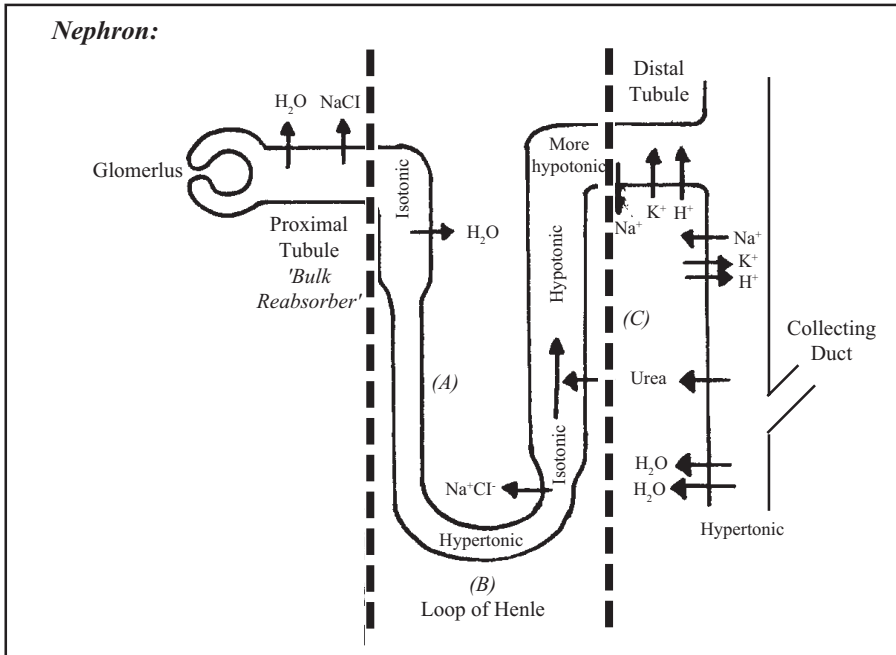 Nephron:
H₂O
NaCl
Glomerlus
Proximal
Tubule
'Bulk
Reabsorber'
Isotonic
H₂O
(A)
Na⁺Cl⁻
Hypertonic
(B)
Loop of Henle
Isotonic
Hypotonic
More
hypotonic
Distal
Tubule
Na⁺
K⁺
H⁺
Na⁺
K⁺
H⁺
(C)
Urea
H₂O
H₂O
Collecting
Duct
Hypertonic